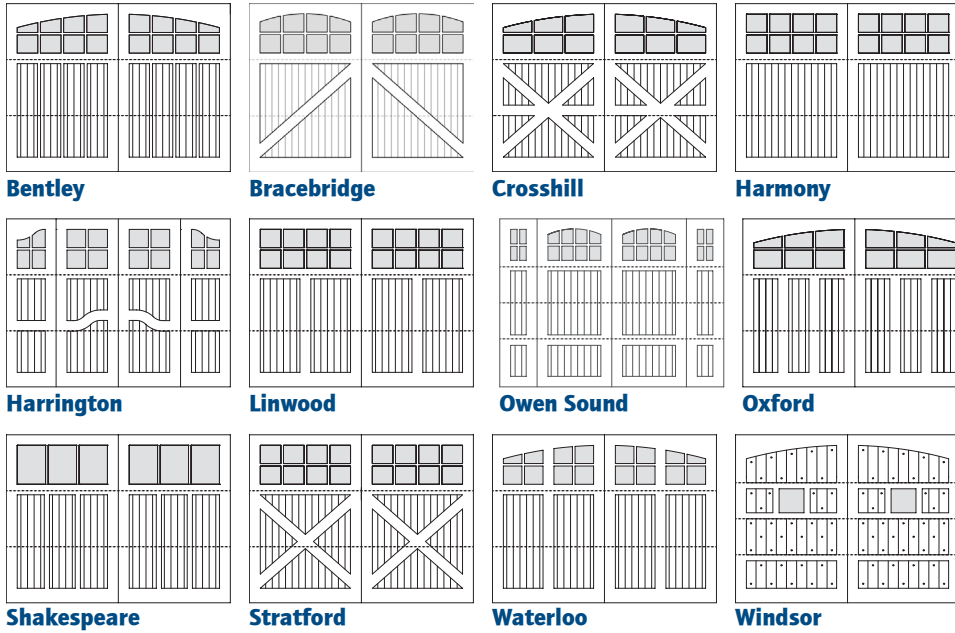 Bentley
Bracebridge
Crosshill
Harmony
Harrington
Linwood
Owen Sound
Oxford
Shakespeare
Stratford
Waterloo
Windsor